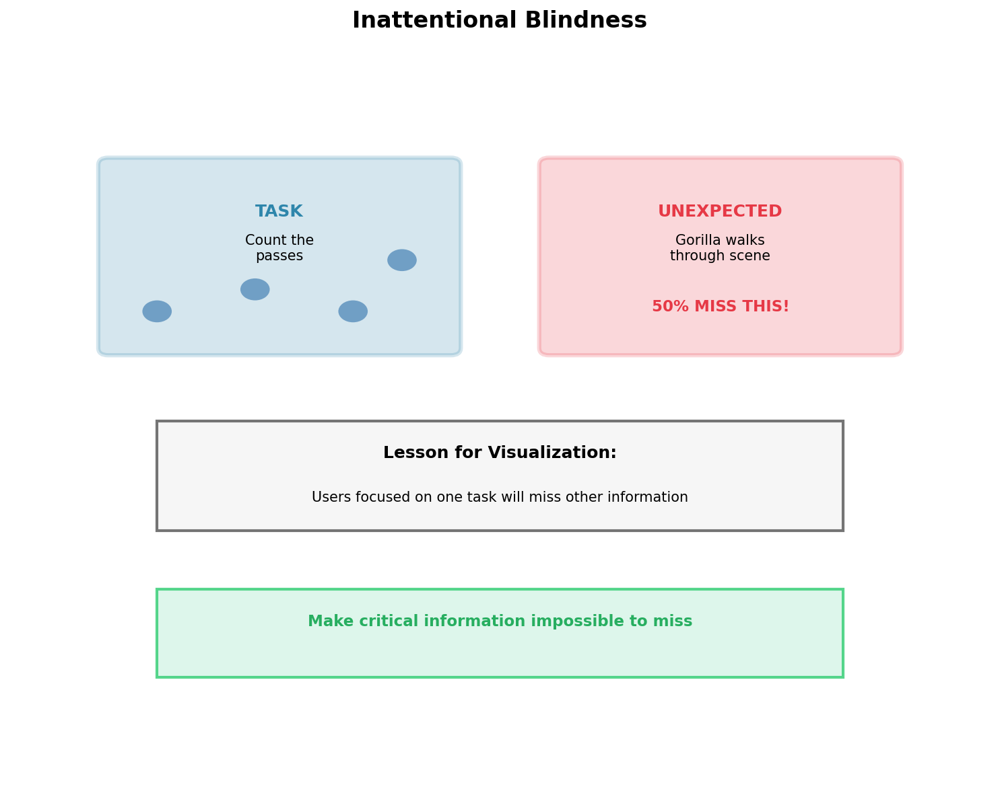 Inattentional Blindness
TASK
Count the
passes
UNEXPECTED
Gorilla walks
through scene
50% MISS THIS!
Lesson for Visualization:
Users focused on one task will miss other information
Make critical information impossible to miss